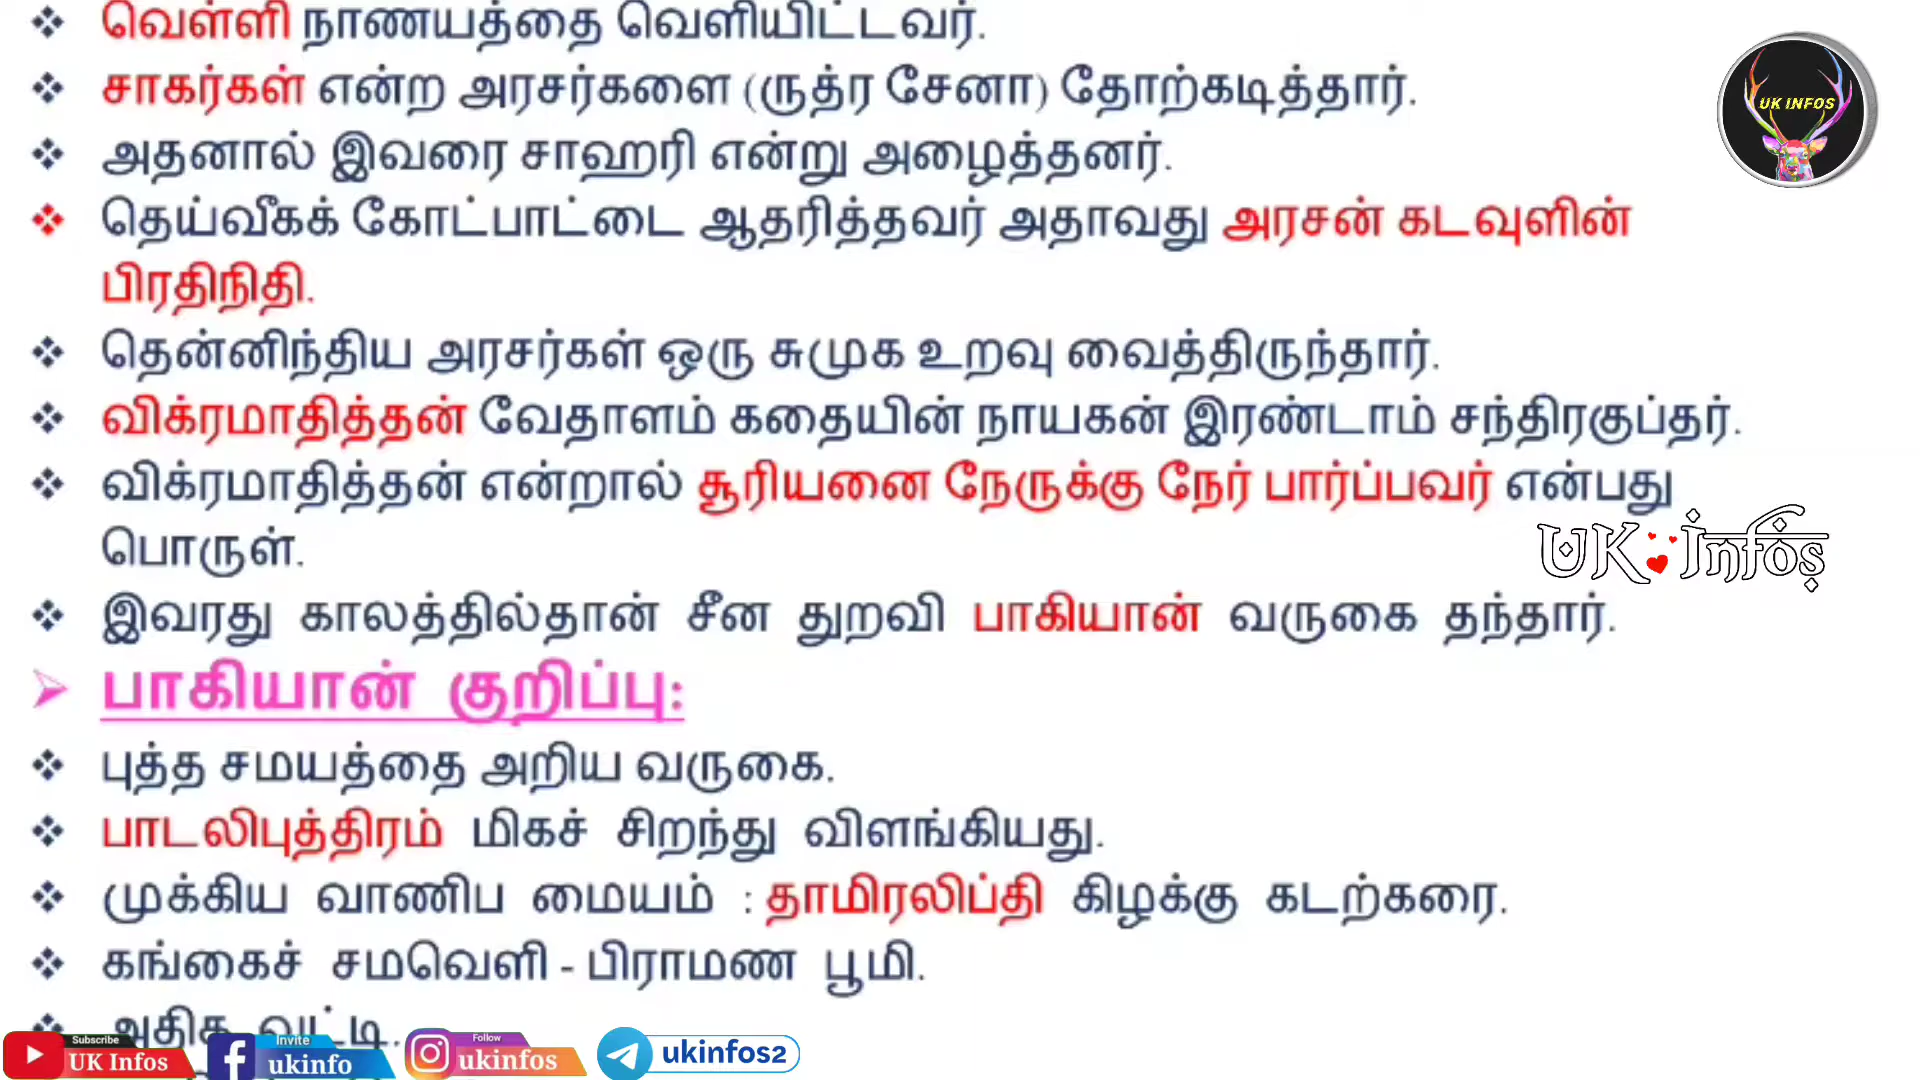 வெள்ளி நாணயத்தை வெளியிட்டவர்.
சாகர்கள் என்ற அரசர்களை (ருத்ர சேனா) தோற்கடித்தார்.
UK INFOS
அதனால் இவரை சாஹரி என்று அழைத்தனர்.
தெய்வீகக் கோட்பாட்டை ஆதரித்தவர் அதாவது அரசன் கடவுளின்
பிரதிநிதி.
தென்னிந்திய அரசர்கள் ஒரு சுமுக உறவு வைத்திருந்தார்.
விக்ரமாதித்தன் வேதாளம் கதையின் நாயகன் இரண்டாம் சந்திரகுப்தர்.
விக்ரமாதித்தன் என்றால் சூரியனை நேருக்கு நேர் பார்ப்பவர் என்பது
பொருள்.
UK Infos
இவரது காலத்தில்தான் சீன துறவி பாகியான் வருகை தந்தார்.
பாகியான் குறிப்பு:
புத்த சமயத்தை அறிய வருகை.
பாடலிபுத்திரம் மிகச் சிறந்து விளங்கியது.
முக்கிய வாணிப மையம் : தாமிரலிப்தி கிழக்கு கடற்கரை.
கங்கைச் சமவெளி - பிராமண பூமி.
அதிக வட்டி.
Subscribe
UK Infos
Invite
ukinfo
Follow
ukinfos
ukinfos2